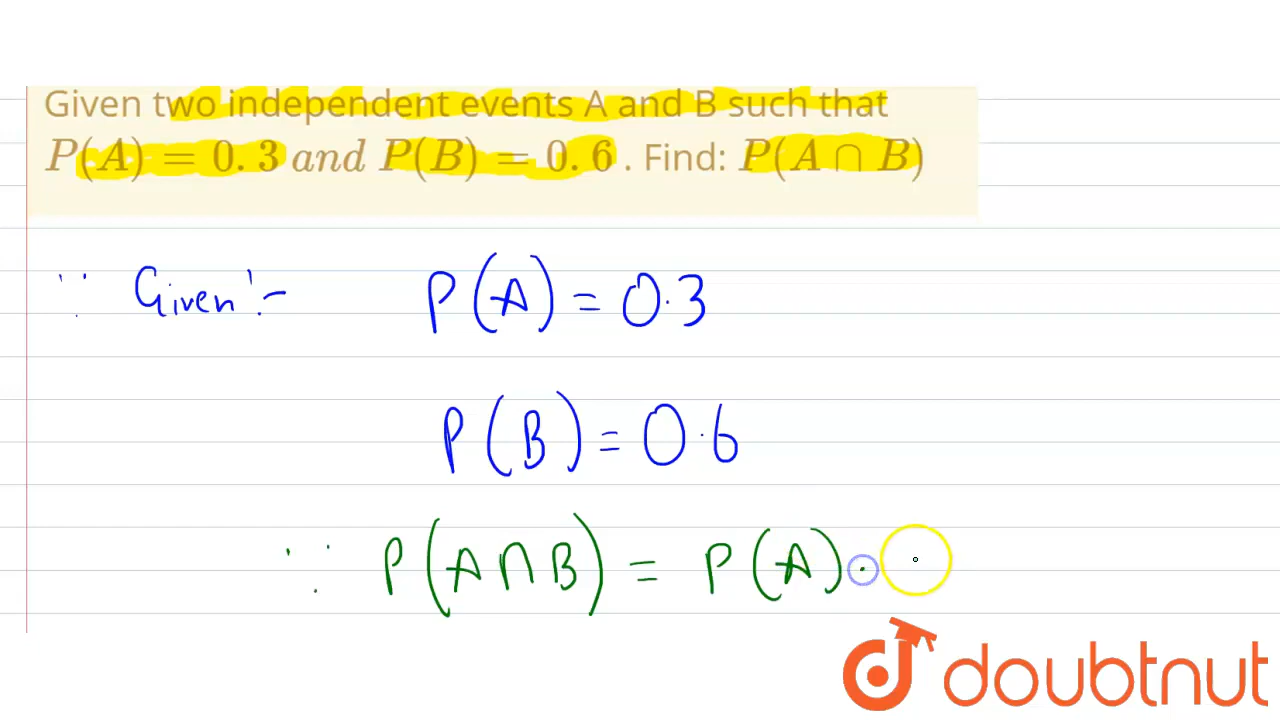 Given two independent events A and B such that
P(A) = 0.3 and P(B) = 0.6 . Find: P(A ∩ B)
∵ Given :- P(A) = 0.3
P(B) = 0.6
∵ P(A∩B) = P(A) ·
doubtnut